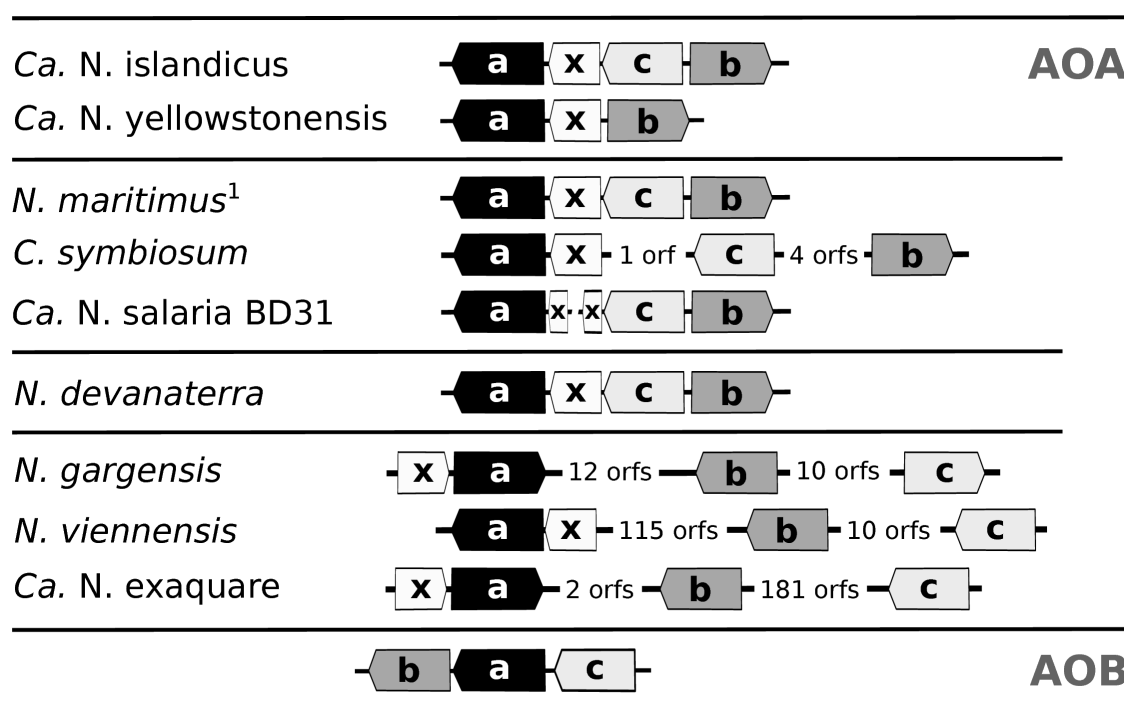 Ca. N. islandicus a x c b AOA
Ca. N. yellowstonensis a x b
N. maritimus¹ a x c b
C. symbiosum a x 1 orf c 4 orfs b
Ca. N. salaria BD31 a x x c b
N. devanaterra a x c b
N. gargensis x a 12 orfs b 10 orfs c
N. viennensis a x 115 orfs b 10 orfs c
Ca. N. exaquare x a 2 orfs b 181 orfs c
b a c AOB